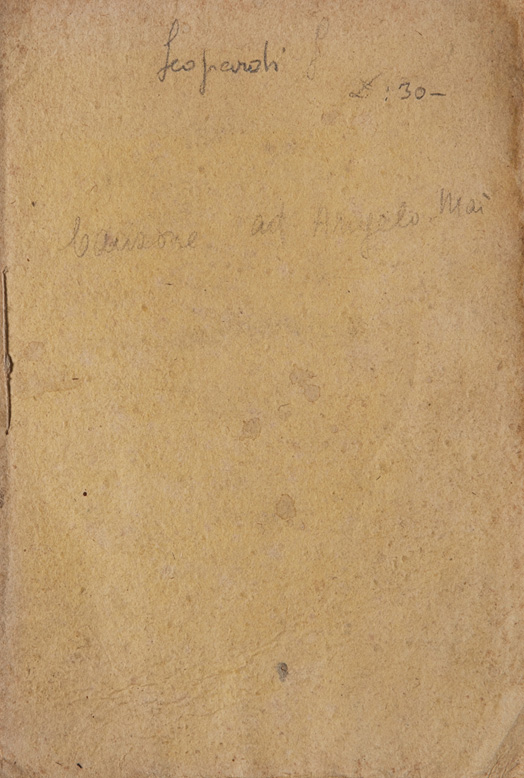 Leopardi
: 30 –
Canzone ad Angelo Mai